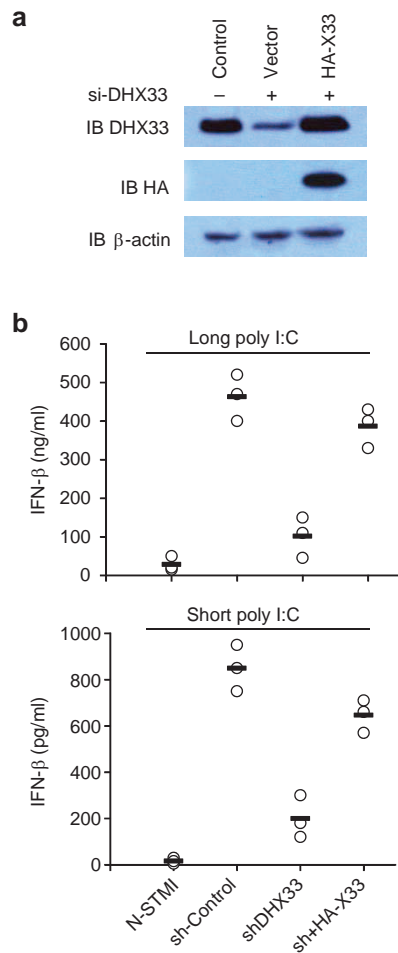 a
Control
Vector
HA-X33
si-DHX33 – + +
IB DHX33
IB HA
IB β-actin
b
Long poly I:C
IFN-β (ng/ml)
600
500
400
300
200
100
0
Short poly I:C
IFN-β (pg/ml)
1000
800
600
400
200
0
N-STMI
sh-Control
shDHX33
sh+HA-X33